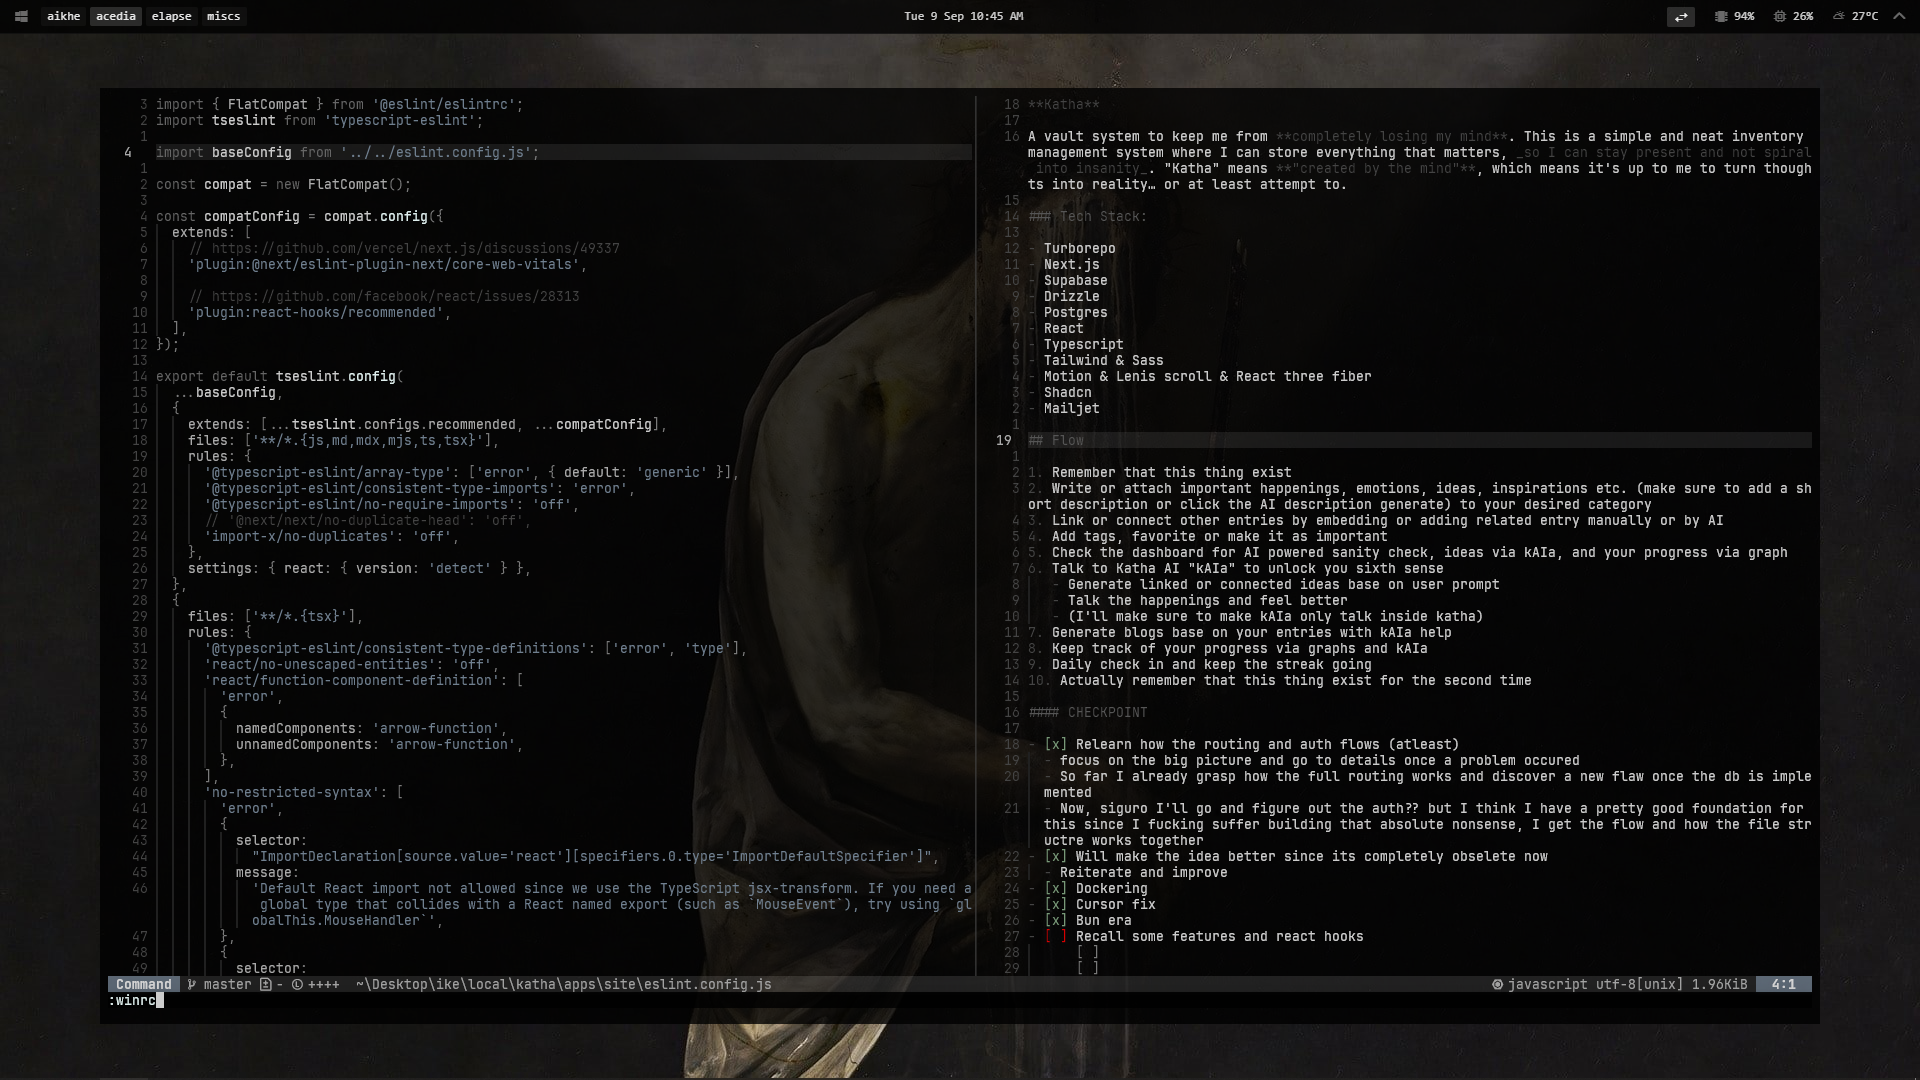 aikhe acedia elapse miscs
Tue 9 Sep 10:45 AM
94% 26% 27°C
3 import { FlatCompat } from '@eslint/eslintrc';
2 import tseslint from 'typescript-eslint';
1
4 import baseConfig from '../../eslint.config.js';
1
2 const compat = new FlatCompat();
3
4 const compatConfig = compat.config({
5 extends: [
6 // https://github.com/vercel/next.js/discussions/49337
7 'plugin:@next/eslint-plugin-next/core-web-vitals',
8
9 // https://github.com/facebook/react/issues/28313
10 'plugin:react-hooks/recommended',
11 ],
12 });
13
14 export default tseslint.config(
15 ...baseConfig,
16 {
17 extends: [...tseslint.configs.recommended, ...compatConfig],
18 files: ['**/*.{js,md,mdx,mjs,ts,tsx}'],
19 rules: {
20 '@typescript-eslint/array-type': ['error', { default: 'generic' }],
21 '@typescript-eslint/consistent-type-imports': 'error',
22 '@typescript-eslint/no-require-imports': 'off',
23 // '@next/next/no-duplicate-head': 'off',
24 'import-x/no-duplicates': 'off',
25 },
26 settings: { react: { version: 'detect' } },
27 },
28 {
29 files: ['**/*.{tsx}'],
30 rules: {
31 '@typescript-eslint/consistent-type-definitions': ['error', 'type'],
32 'react/no-unescaped-entities': 'off',
33 'react/function-component-definition': [
34 'error',
35 {
36 namedComponents: 'arrow-function',
37 unnamedComponents: 'arrow-function',
38 },
39 ],
40 'no-restricted-syntax': [
41 'error',
42 {
43 selector:
44 "ImportDeclaration[source.value='react'][specifiers.0.type='ImportDefaultSpecifier']",
45 message:
46 'Default React import not allowed since we use the TypeScript jsx-transform. If you need a
global type that collides with a React named export (such as `MouseEvent`), try using `gl
obalThis.MouseHandler`',
47 },
48 {
49 selector:
18 **Katha**
17
16 A vault system to keep me from **completely losing my mind**. This is a simple and neat inventory
management system where I can store everything that matters, _so I can stay present and not spiral
into insanity_. "Katha" means **"created by the mind"**, which means it's up to me to turn though
ts into reality… or at least attempt to.
15
14 ### Tech Stack:
13
12 - Turborepo
11 - Next.js
10 - Supabase
9 - Drizzle
8 - Postgres
7 - React
6 - Typescript
5 - Tailwind & Sass
4 - Motion & Lenis scroll & React three fiber
3 - Shadcn
2 - Mailjet
1
19 ## Flow
1
2 1. Remember that this thing exist
3 2. Write or attach important happenings, emotions, ideas, inspirations etc. (make sure to add a sh
ort description or click the AI description generate) to your desired category
4 3. Link or connect other entries by embedding or adding related entry manually or by AI
5 4. Add tags, favorite or make it as important
6 5. Check the dashboard for AI powered sanity check, ideas via kAIa, and your progress via graph
7 6. Talk to Katha AI "kAIa" to unlock you sixth sense
8 - Generate linked or connected ideas base on user prompt
9 - Talk the happenings and feel better
10 - (I'll make sure to make kAIa only talk inside katha)
11 7. Generate blogs base on your entries with kAIa help
12 8. Keep track of your progress via graphs and kAIa
13 9. Daily check in and keep the streak going
14 10. Actually remember that this thing exist for the second time
15
16 #### CHECKPOINT
17
18 - [x] Relearn how the routing and auth flows (atleast)
19 - focus on the big picture and go to details once a problem occured
20 - So far I already grasp how the full routing works and discover a new flaw once the db is imple
mented
21 - Now, siguro I'll go and figure out the auth?? but I think I have a pretty good foundation for
this since I fucking suffer building that absolute nonsense, I get the flow and how the file str
uctre works together
22 - [x] Will make the idea better since its completely obselete now
23 - Reiterate and improve
24 - [x] Dockering
25 - [x] Cursor fix
26 - [x] Bun era
27 - [ ] Recall some features and react hooks
28 [ ]
29 [ ]
Command master - ++++ ~\Desktop\ike\local\katha\apps\site\eslint.config.js javascript utf-8[unix] 1.96KiB 4:1
:winrc